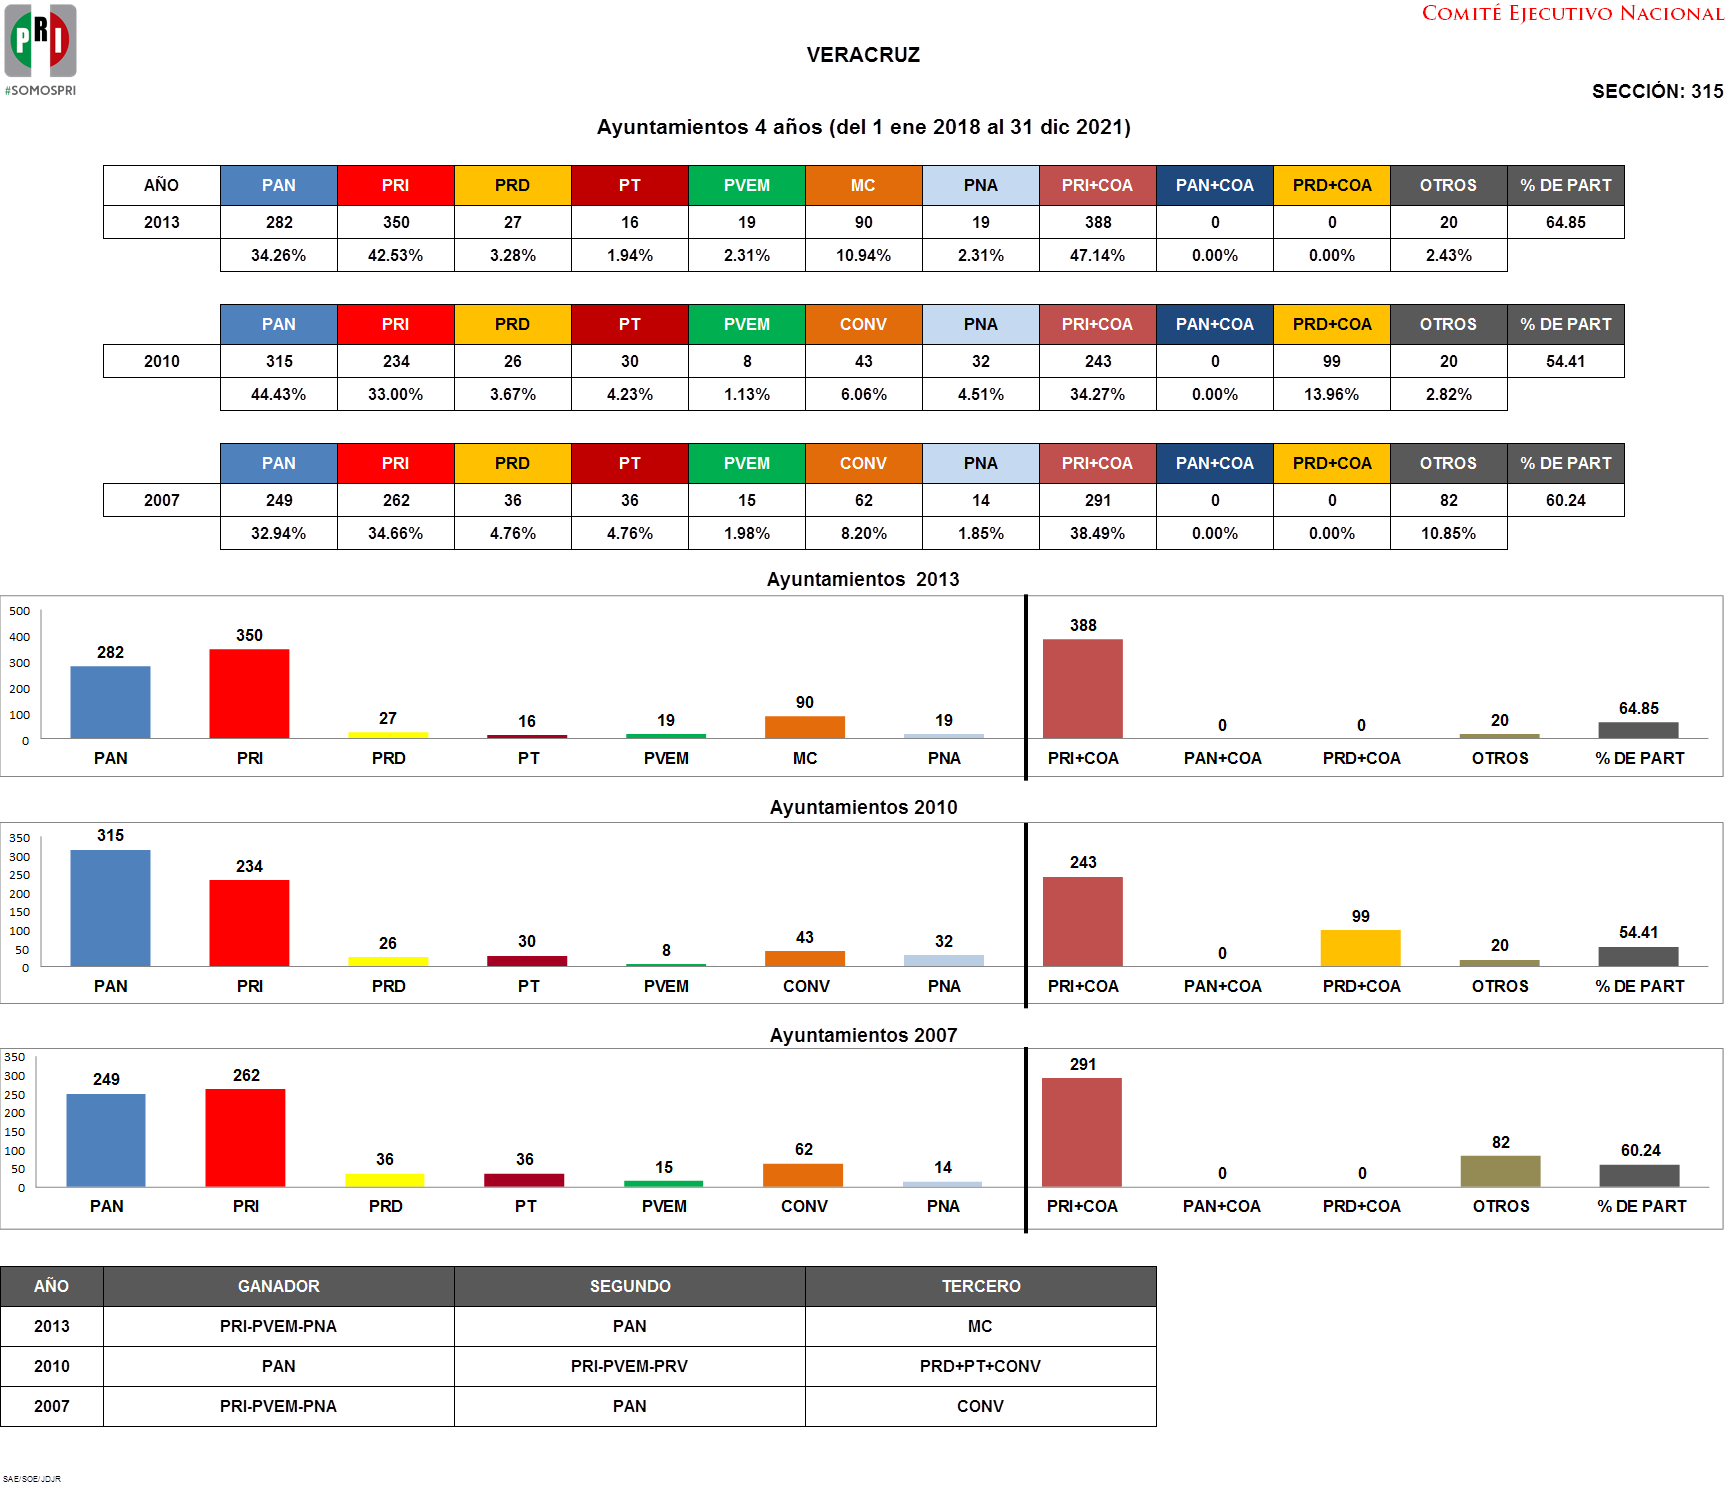 PRI
#SOMOSPRI
COMITÉ EJECUTIVO NACIONAL
VERACRUZ
SECCIÓN: 315
Ayuntamientos 4 años (del 1 ene 2018 al 31 dic 2021)
AÑO PAN PRI PRD PT PVEM MC PNA PRI+COA PAN+COA PRD+COA OTROS % DE PART
2013 282 350 27 16 19 90 19 388 0 0 20 64.85
34.26% 42.53% 3.28% 1.94% 2.31% 10.94% 2.31% 47.14% 0.00% 0.00% 2.43%
PAN PRI PRD PT PVEM CONV PNA PRI+COA PAN+COA PRD+COA OTROS % DE PART
2010 315 234 26 30 8 43 32 243 0 99 20 54.41
44.43% 33.00% 3.67% 4.23% 1.13% 6.06% 4.51% 34.27% 0.00% 13.96% 2.82%
PAN PRI PRD PT PVEM CONV PNA PRI+COA PAN+COA PRD+COA OTROS % DE PART
2007 249 262 36 36 15 62 14 291 0 0 82 60.24
32.94% 34.66% 4.76% 4.76% 1.98% 8.20% 1.85% 38.49% 0.00% 0.00% 10.85%
Ayuntamientos 2013
500
400
300
200
100
0
282 350 27 16 19 90 19 388 0 0 20 64.85
PAN PRI PRD PT PVEM MC PNA PRI+COA PAN+COA PRD+COA OTROS % DE PART
Ayuntamientos 2010
350
300
250
200
150
100
50
0
315 234 26 30 8 43 32 243 0 99 20 54.41
PAN PRI PRD PT PVEM CONV PNA PRI+COA PAN+COA PRD+COA OTROS % DE PART
Ayuntamientos 2007
350
300
250
200
150
100
50
0
249 262 36 36 15 62 14 291 0 0 82 60.24
PAN PRI PRD PT PVEM CONV PNA PRI+COA PAN+COA PRD+COA OTROS % DE PART
AÑO GANADOR SEGUNDO TERCERO
2013 PRI-PVEM-PNA PAN MC
2010 PAN PRI-PVEM-PRV PRD+PT+CONV
2007 PRI-PVEM-PNA PAN CONV
SAE/SOE/JDJR